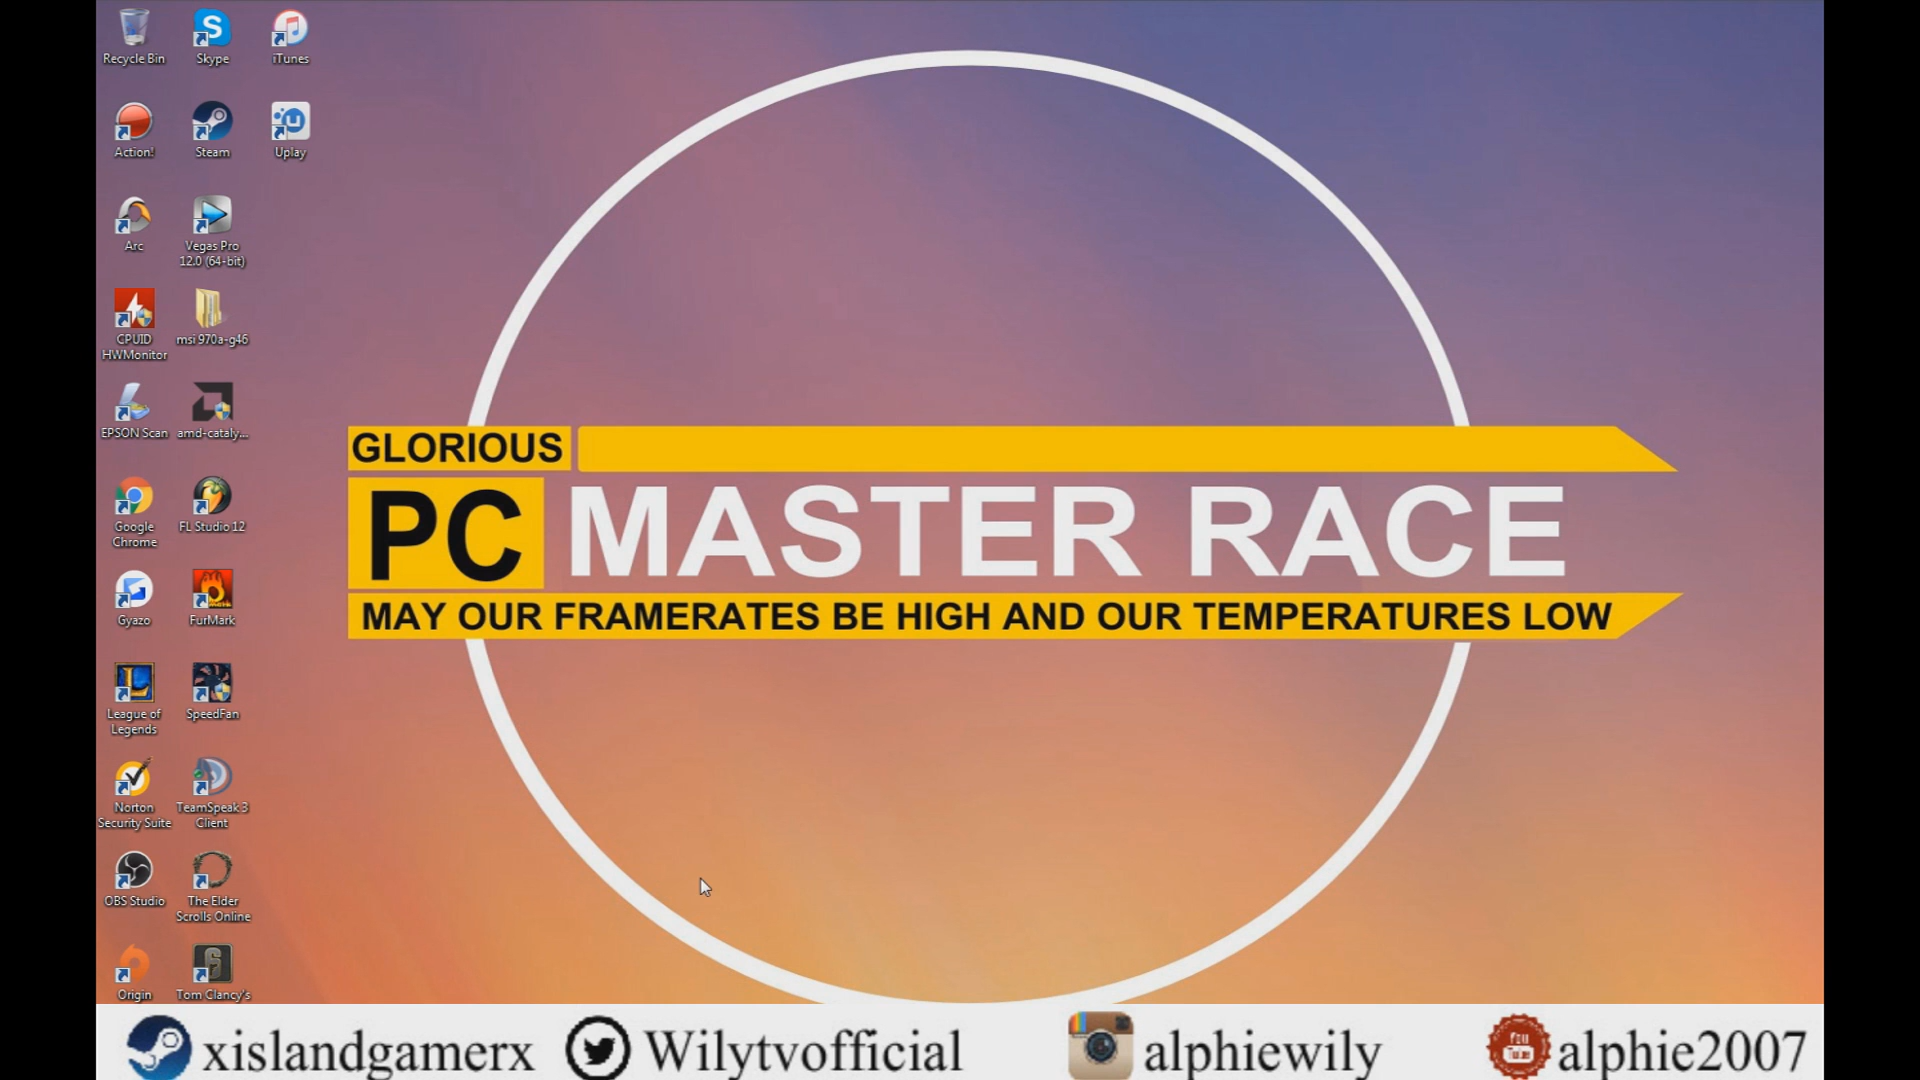 Recycle Bin
Skype
iTunes
Action!
Steam
Uplay
Arc
Vegas Pro
12.0 (64-bit)
CPUID
HWMonitor
msi 970a-g46
EPSON Scan
amd-cataly...
Google
Chrome
FL Studio 12
Gyazo
FurMark
League of
Legends
SpeedFan
Norton
Security Suite
TeamSpeak 3
Client
OBS Studio
The Elder
Scrolls Online
Origin
Tom Clancy's
GLORIOUS
PC MASTER RACE
MAY OUR FRAMERATES BE HIGH AND OUR TEMPERATURES LOW
xislandgamerx
Wilytvofficial
alphiewily
You
Tube
alphie2007